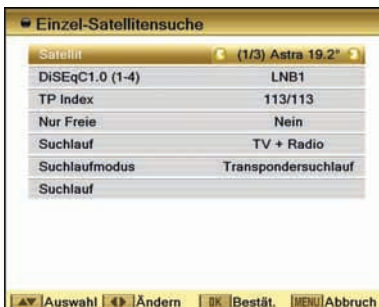 Einzel-Satellitensuche
Satellit (1/3) Astra 19.2°
DiSEqC1.0 (1-4) LNB1
TP Index 113/113
Nur Freie Nein
Suchlauf TV + Radio
Suchlaufmodus Transpondersuchlauf
Suchlauf
Auswahl Ändern OK Bestät. MENU Abbruch